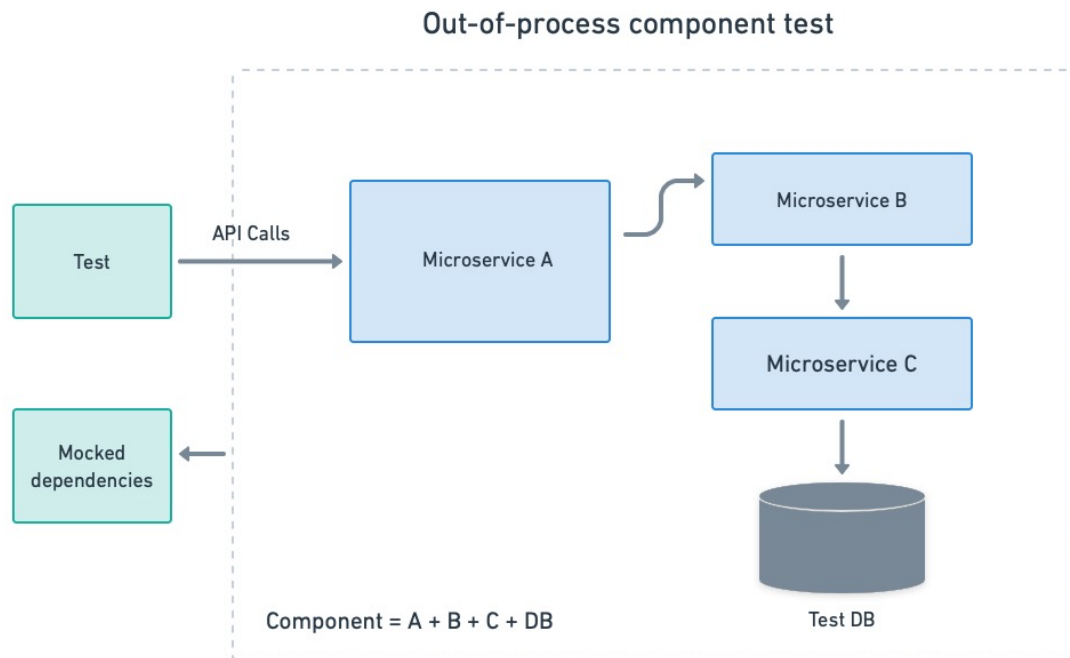 Out-of-process component test
API Calls
Test
Microservice A
Microservice B
Microservice C
Mocked
dependencies
Component = A + B + C + DB
Test DB